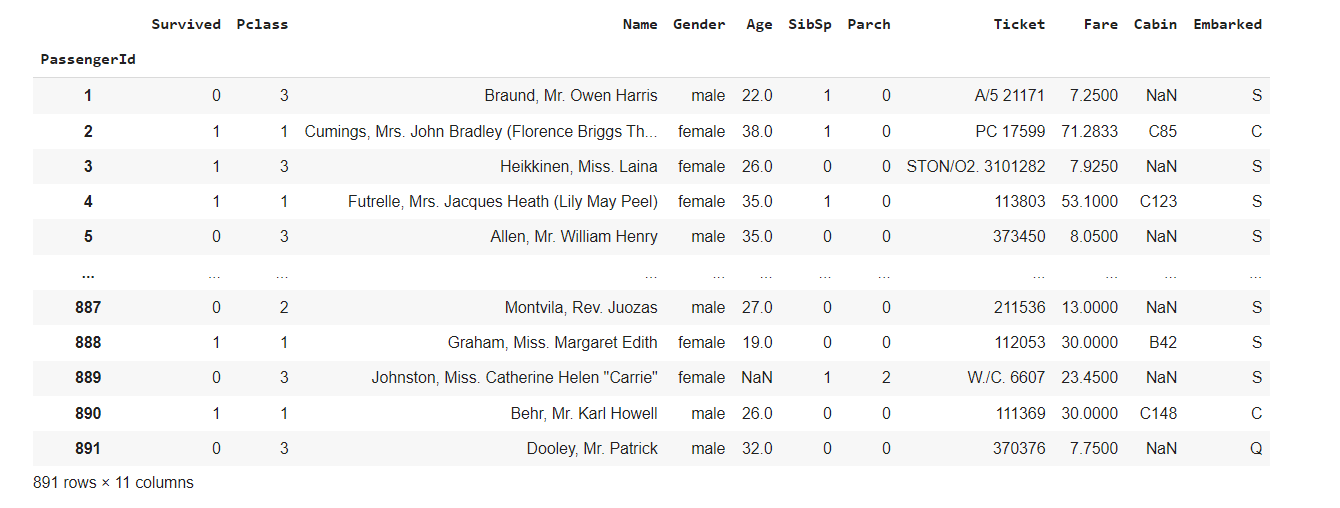 Survived Pclass Name Gender Age SibSp Parch Ticket Fare Cabin Embarked
PassengerId
1 0 3 Braund, Mr. Owen Harris male 22.0 1 0 A/5 21171 7.2500 NaN S
2 1 1 Cumings, Mrs. John Bradley (Florence Briggs Th... female 38.0 1 0 PC 17599 71.2833 C85 C
3 1 3 Heikkinen, Miss. Laina female 26.0 0 0 STON/O2. 3101282 7.9250 NaN S
4 1 1 Futrelle, Mrs. Jacques Heath (Lily May Peel) female 35.0 1 0 113803 53.1000 C123 S
5 0 3 Allen, Mr. William Henry male 35.0 0 0 373450 8.0500 NaN S
... ... ... ... ... ... ... ... ... ... ... ...
887 0 2 Montvila, Rev. Juozas male 27.0 0 0 211536 13.0000 NaN S
888 1 1 Graham, Miss. Margaret Edith female 19.0 0 0 112053 30.0000 B42 S
889 0 3 Johnston, Miss. Catherine Helen "Carrie" female NaN 1 2 W./C. 6607 23.4500 NaN S
890 1 1 Behr, Mr. Karl Howell male 26.0 0 0 111369 30.0000 C148 C
891 0 3 Dooley, Mr. Patrick male 32.0 0 0 370376 7.7500 NaN Q
891 rows × 11 columns